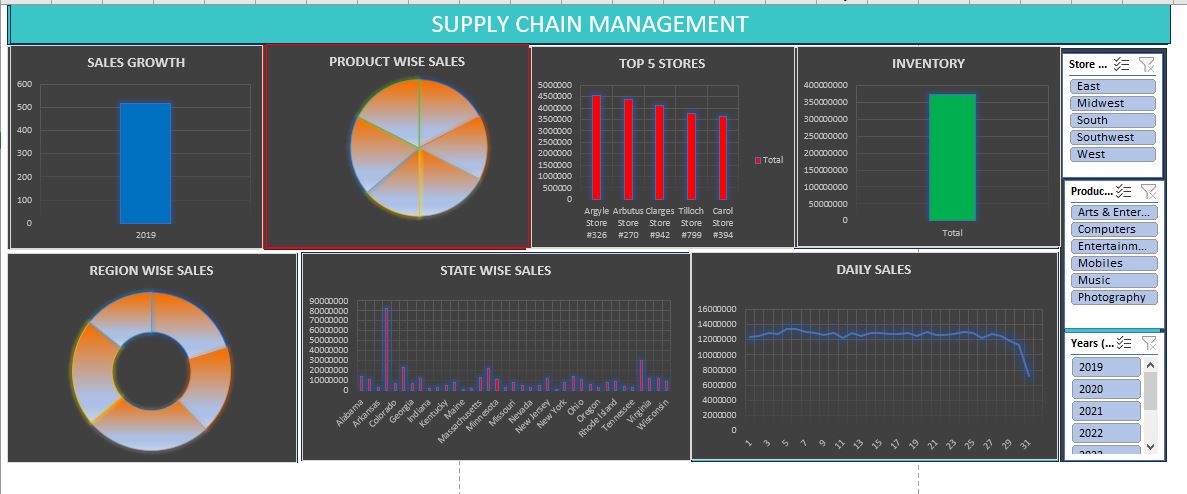 SUPPLY CHAIN MANAGEMENT
SALES GROWTH
600
500
400
300
200
100
0
2019
PRODUCT WISE SALES
TOP 5 STORES
5000000
4500000
4000000
3500000
3000000
2500000
2000000
1500000
1000000
500000
0
Argyle Arbutus Clarges Tilloch Carol
Store Store Store Store Store
#326 #270 #942 #799 #394
Total
INVENTORY
400000000
350000000
300000000
250000000
200000000
150000000
100000000
50000000
0
Total
Store ...
East
Midwest
South
Southwest
West
Produc...
Arts & Enter...
Computers
Entertainm...
Mobiles
Music
Photography
REGION WISE SALES
STATE WISE SALES
90000000
80000000
70000000
60000000
50000000
40000000
30000000
20000000
10000000
0
Alabama
Arkansas
Colorado
Georgia
Indiana
Kentucky
Maine
Massachusetts
Minnesota
Missouri
Nevada
New Jersey
New York
Ohio
Oregon
Rhode Island
Tennessee
Virginia
Wisconsin
DAILY SALES
16000000
14000000
12000000
10000000
8000000
6000000
4000000
2000000
0
1 3 5 7 9 11 13 15 17 19 21 23 25 27 29 31
Years (...
2019
2020
2021
2022